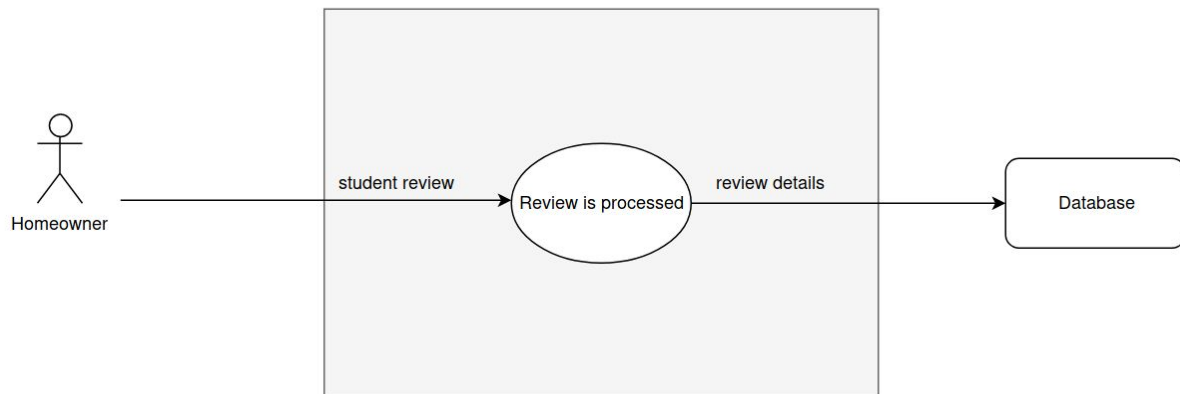 student review
review details
Review is processed
Database
Homeowner